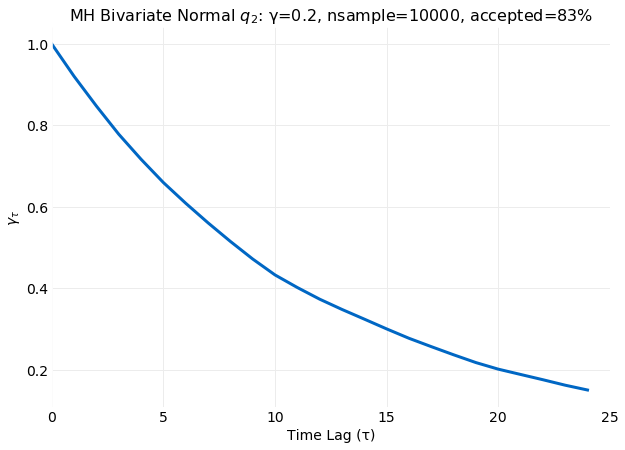 MH Bivariate Normal q₂: γ=0.2, nsample=10000, accepted=83%
1.0
0.8
0.6
0.4
0.2
γτ
0 5 10 15 20 25
Time Lag (τ)